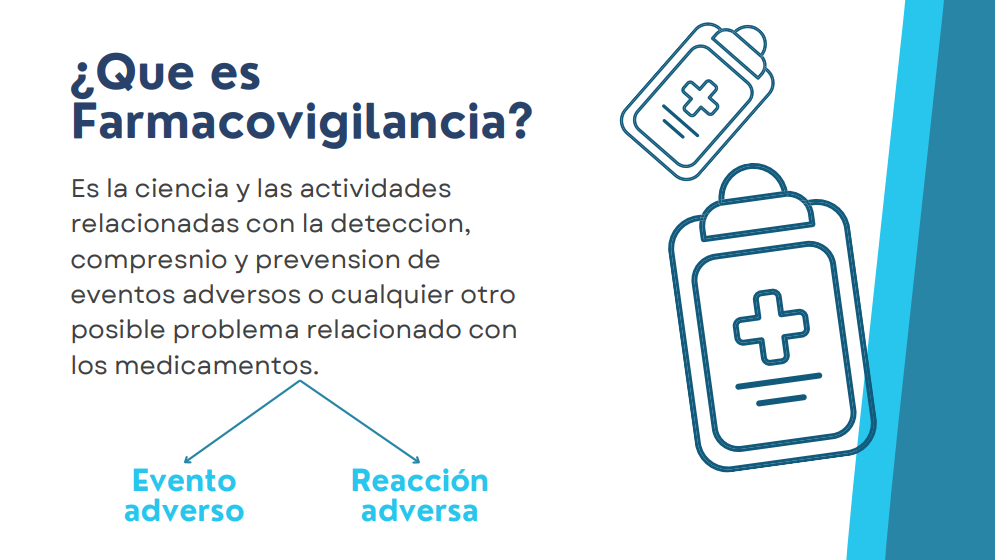 ¿Que es
Farmacovigilancia?
Es la ciencia y las actividades
relacionadas con la deteccion,
compresnio y prevension de
eventos adversos o cualquier otro
posible problema relacionado con
los medicamentos.
Evento
adverso
Reacción
adversa